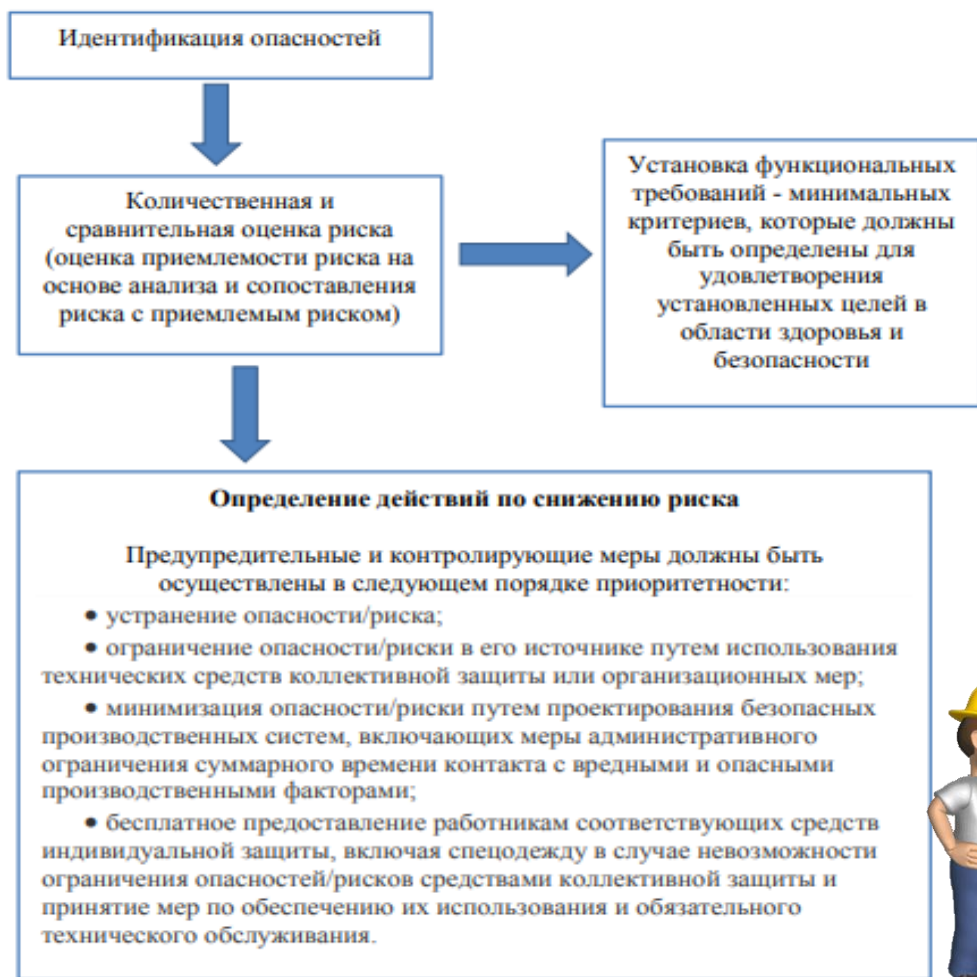 Идентификация опасностей
Количественная и
сравнительная оценка риска
(оценка приемлемости риска на
основе анализа и сопоставления
риска с приемлемым риском)
Установка функциональных
требований - минимальных
критериев, которые должны
быть определены для
удовлетворения
установленных целей в
области здоровья и
безопасности
Определение действий по снижению риска
Предупредительные и контролирующие меры должны быть
осуществлены в следующем порядке приоритетности:
• устранение опасности/риска;
• ограничение опасности/риски в его источнике путем использования
технических средств коллективной защиты или организационных мер;
• минимизация опасности/риски путем проектирования безопасных
производственных систем, включающих меры административного
ограничения суммарного времени контакта с вредными и опасными
производственными факторами;
• бесплатное предоставление работникам соответствующих средств
индивидуальной защиты, включая спецодежду в случае невозможности
ограничения опасностей/рисков средствами коллективной защиты и
принятие мер по обеспечению их использования и обязательного
технического обслуживания.